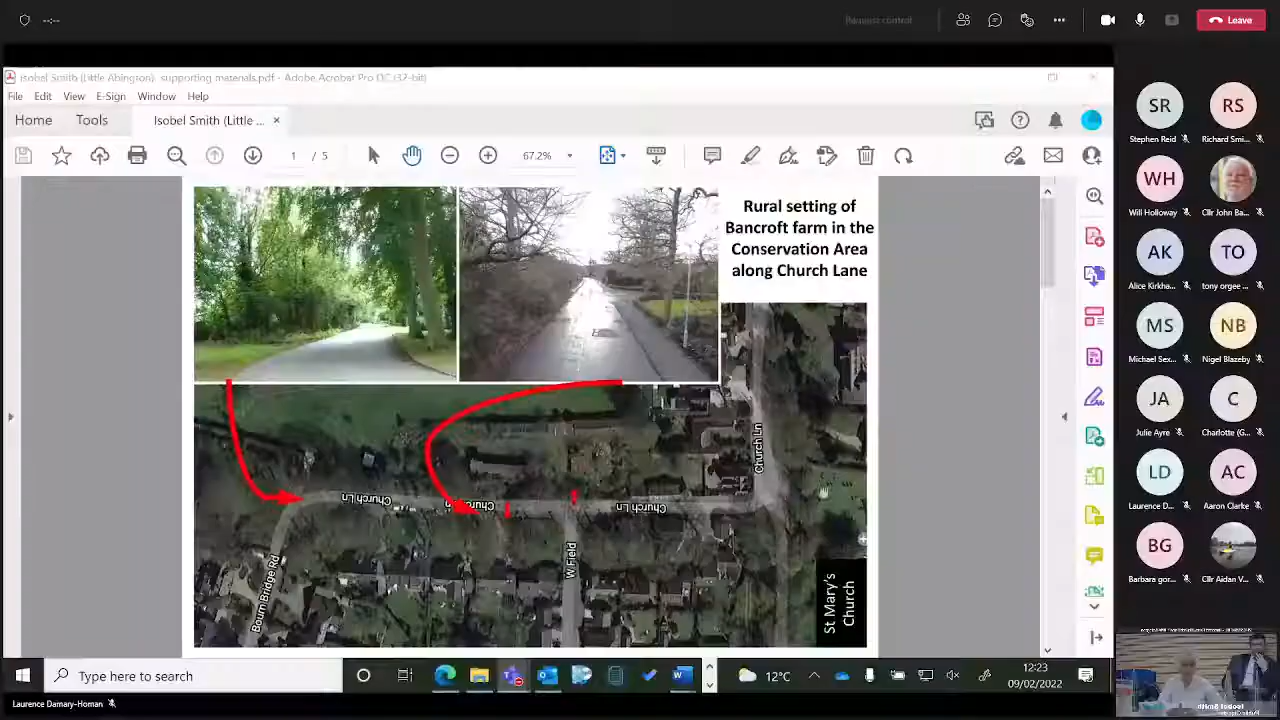 --:--
Request control
Leave
Isobel Smith (Little Abington)_supporting materials.pdf - Adobe Acrobat Pro DC (32-bit)
File Edit View E-Sign Window Help
Home Tools Isobel Smith (Little ... ×
1 / 5 67.2%
Rural setting of
Bancroft farm in the
Conservation Area
along Church Lane
Church Ln
Church Ln
Church Ln
Church Ln
W Field
Bourn Bridge Rd
St Mary's
Church
SR
Stephen Reid
RS
Richard Smi...
WH
Will Holloway
Cllr John Ba...
AK
Alice Kirkha...
TO
tony orgee ...
MS
Michael Sex...
NB
Nigel Blazeby
JA
Julie Ayre
C
Charlotte (G...
LD
Laurence D...
AC
Aaron Clarke
BG
Barbara gor...
Cllr Aidan V...
Type here to search
12°C
12:23
09/02/2022
Laurence Damary-Homan